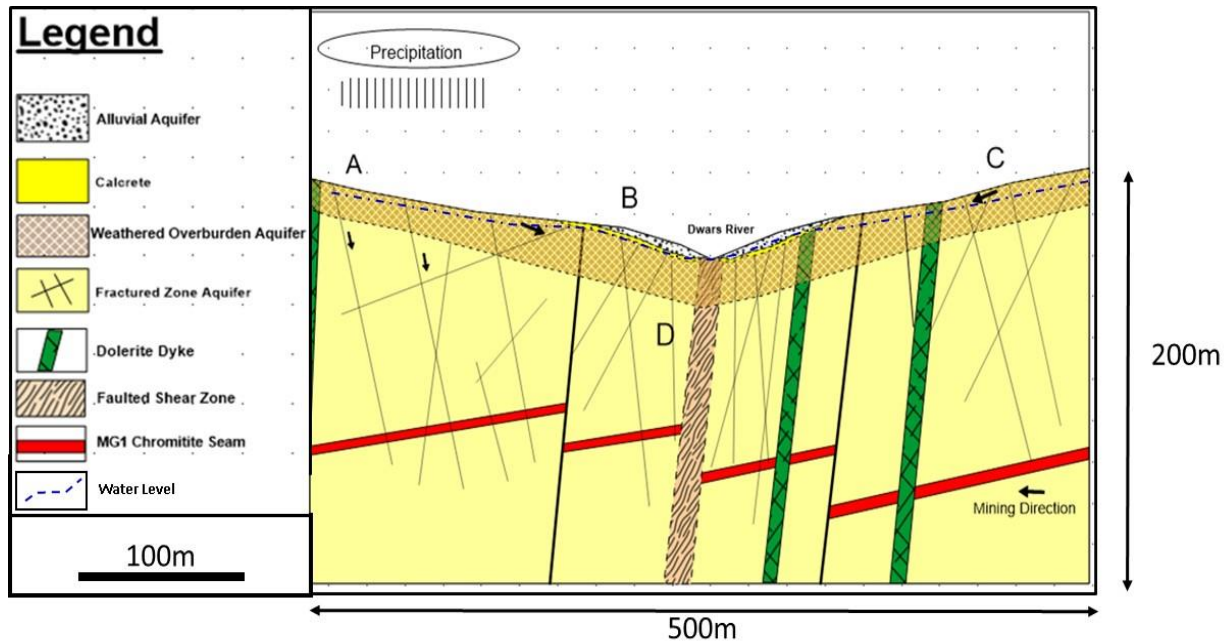 Legend
Alluvial Aquifer
Calcrete
Weathered Overburden Aquifer
Fractured Zone Aquifer
Dolerite Dyke
Faulted Shear Zone
MG1 Chromitite Seam
Water Level
100m
Precipitation
A
B
C
Dwars River
D
Mining Direction
200m
500m